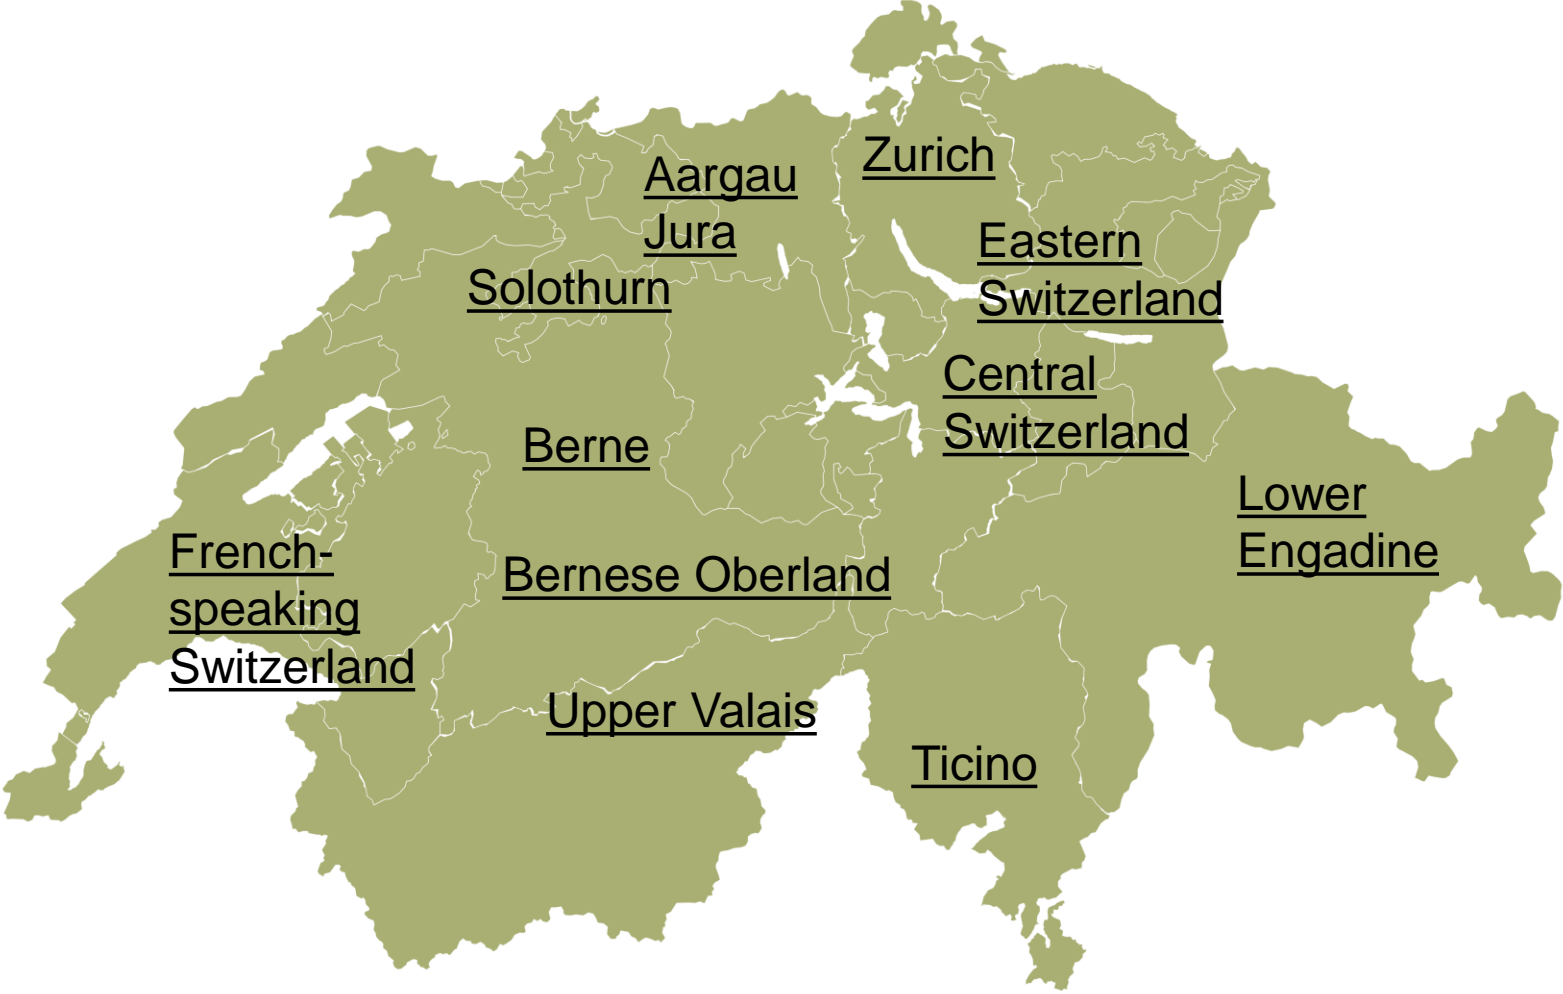 Zurich
Aargau
Jura
Eastern
Switzerland
Solothurn
Central
Switzerland
Berne
Lower
Engadine
French-
speaking
Switzerland
Bernese Oberland
Upper Valais
Ticino